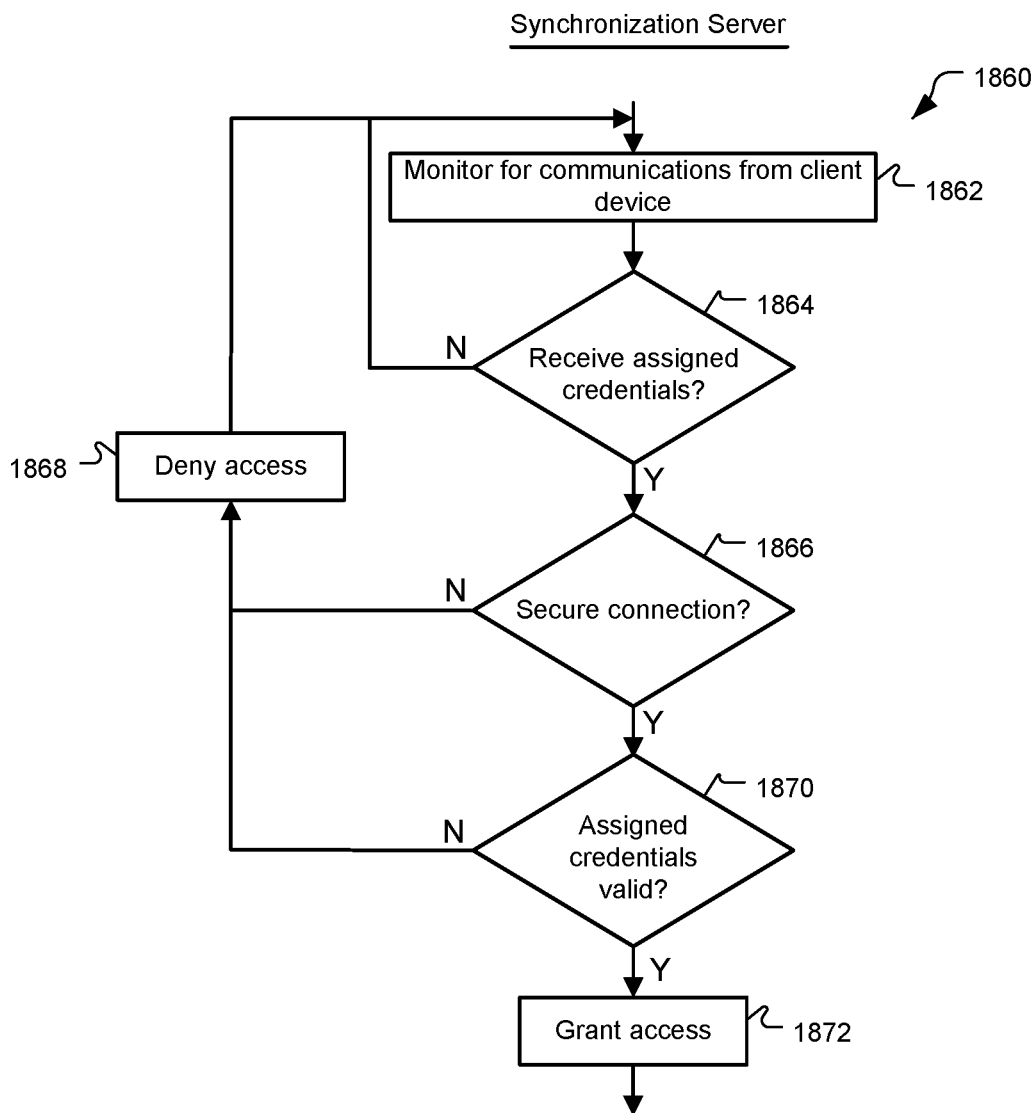 Synchronization Server
1860
Monitor for communications from client
device
1862
1864
N
Receive assigned
credentials?
1868
Deny access
Y
1866
N
Secure connection?
Y
1870
N
Assigned
credentials
valid?
Y
Grant access
1872